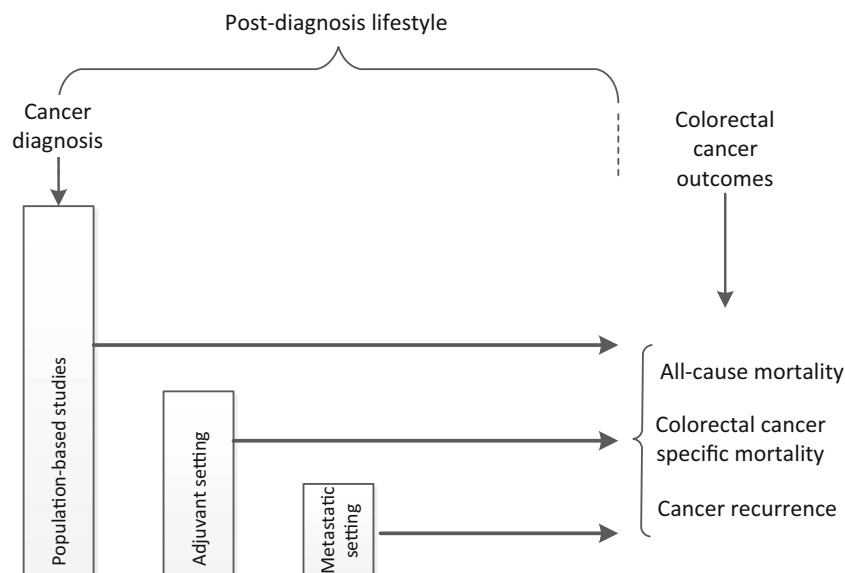 Post-diagnosis lifestyle
Cancer
diagnosis
Colorectal
cancer
outcomes
Population-based studies
Adjuvant setting
Metastatic
setting
All-cause mortality
Colorectal cancer
specific mortality
Cancer recurrence